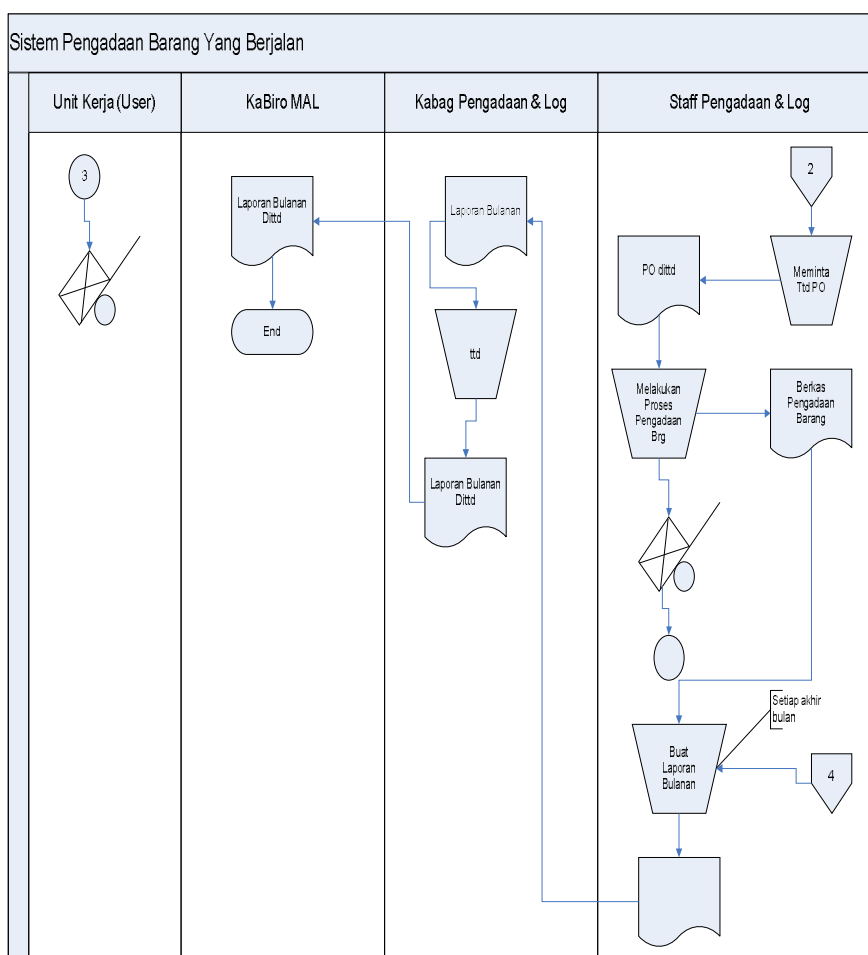 Sistem Pengadaan Barang Yang Berjalan
Unit Kerja (User)
KaBiro MAL
Kabag Pengadaan & Log
Staff Pengadaan & Log
3
Laporan Bulanan
Dittd
End
Laporan Bulanan
ttd
Laporan Bulanan
Dittd
2
Meminta
Ttd PO
PO dittd
Melakukan
Proses
Pengadaan
Brg
Berkas
Pengadaan
Barang
Setiap akhir
bulan
Buat
Laporan
Bulanan
4